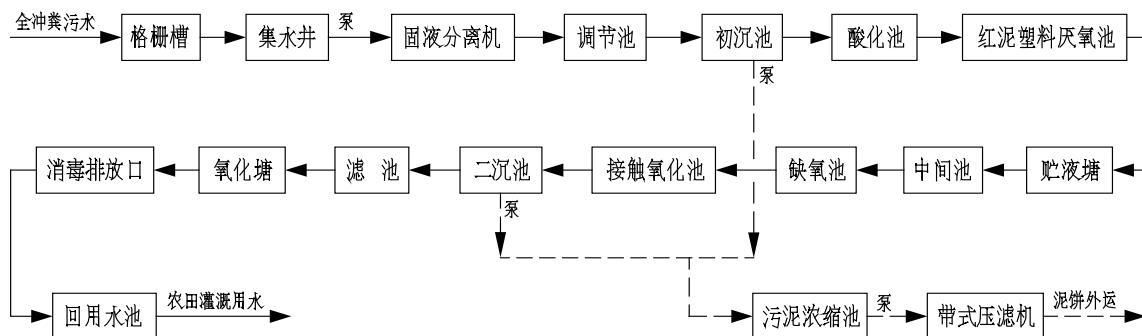 全冲粪污水
格栅槽
集水井
泵
固液分离机
调节池
初沉池
酸化池
红泥塑料厌氧池
泵
消毒排放口
氧化塘
滤 池
二沉池
接触氧化池
缺氧池
中间池
贮液塘
泵
回用水池
农田灌溉用水
污泥浓缩池
泵
带式压滤机
泥饼外运